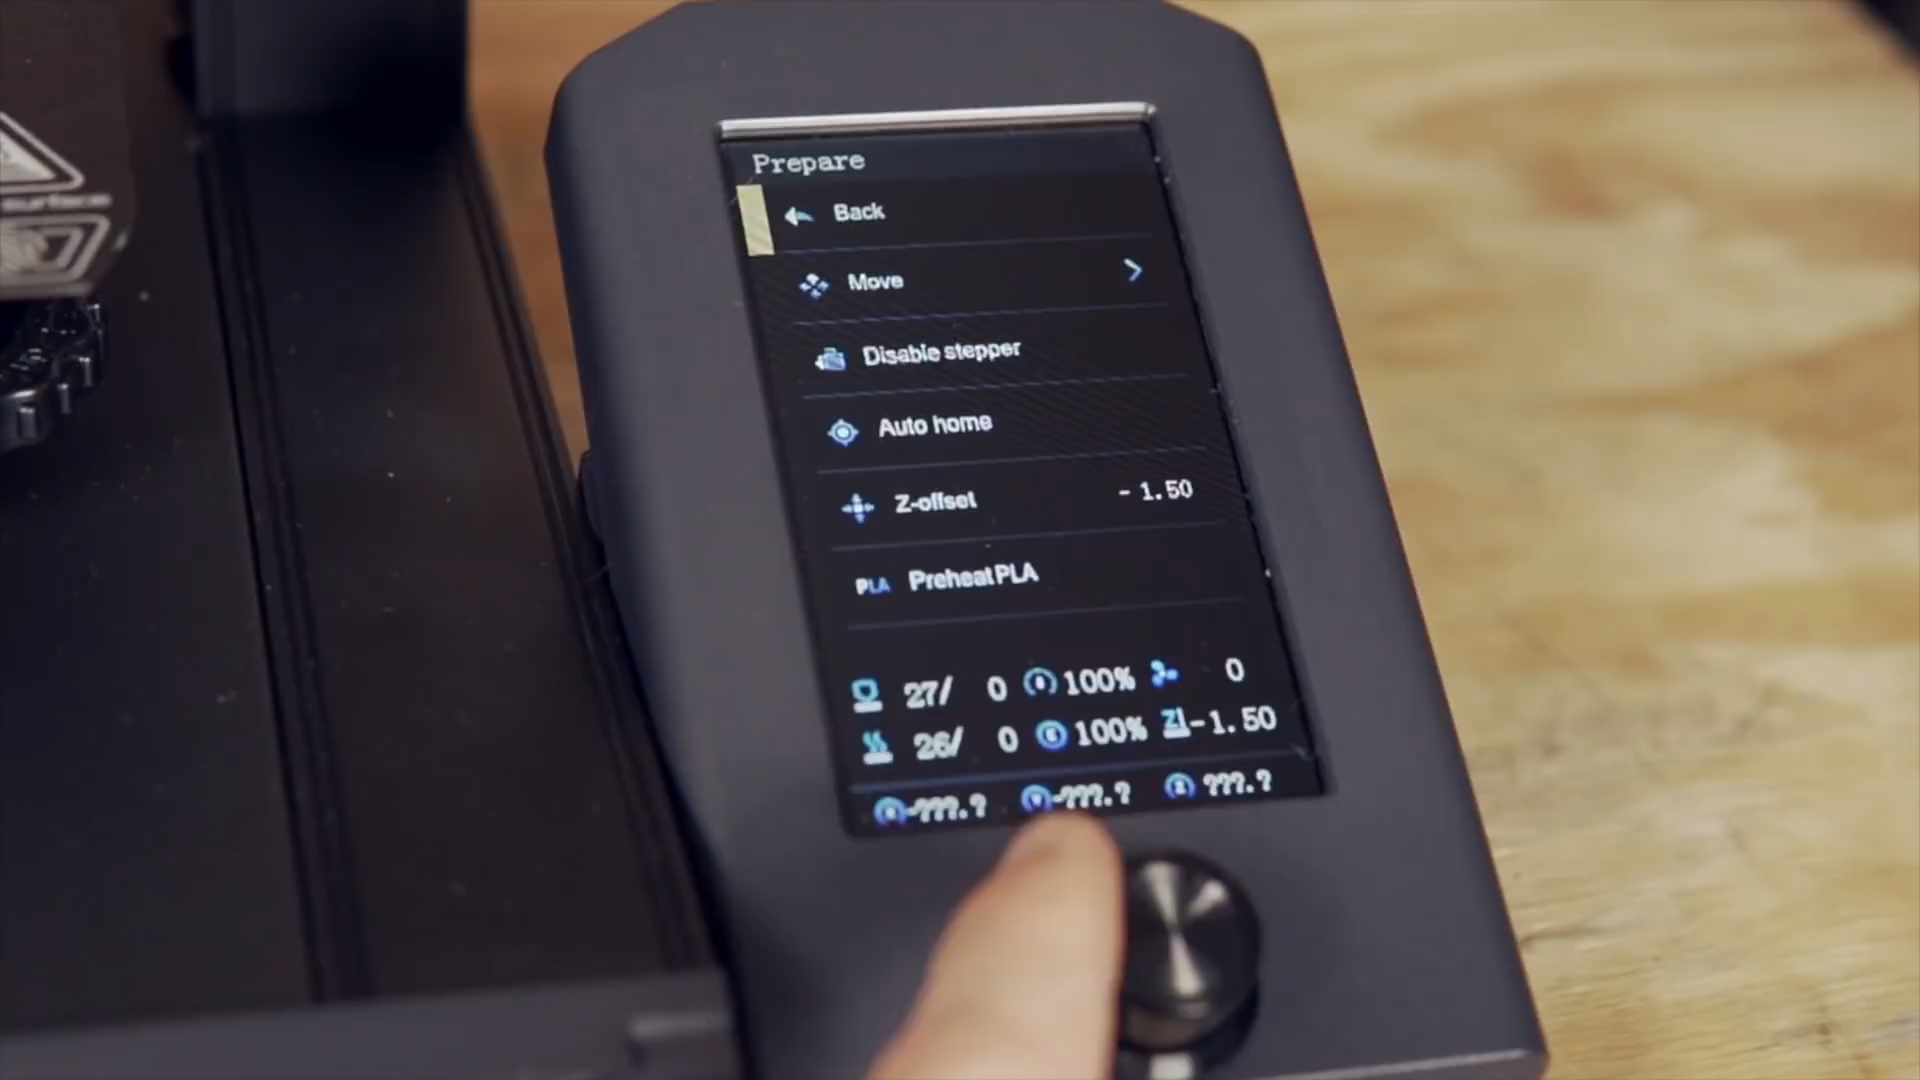 surface
Prepare
Back
Move
Disable stepper
Auto home
Z-offset - 1.50
PLA Preheat PLA
27/ 0 100% 0
26/ 0 E 100% Z -1.50
X -???.? Y -???.? Z ???.?